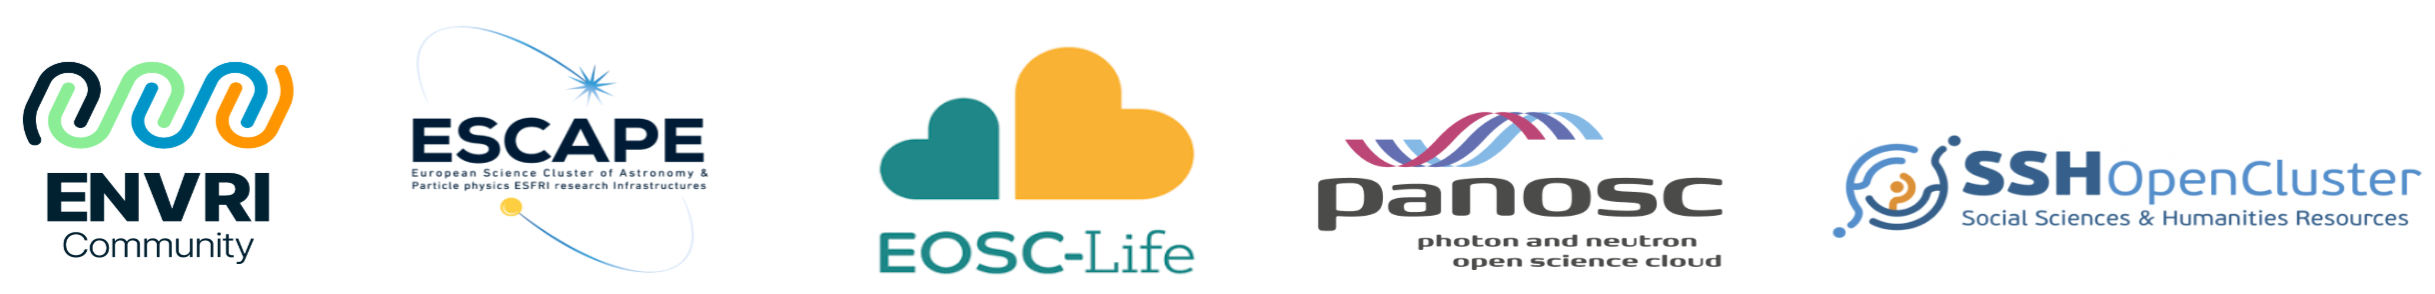 ENVRI
Community
ESCAPE
European Science Cluster of Astronomy &
Particle physics ESFRI research Infrastructures
EOSC-Life
panosc
photon and neutron
open science cloud
SSHOpenCluster
Social Sciences & Humanities Resources